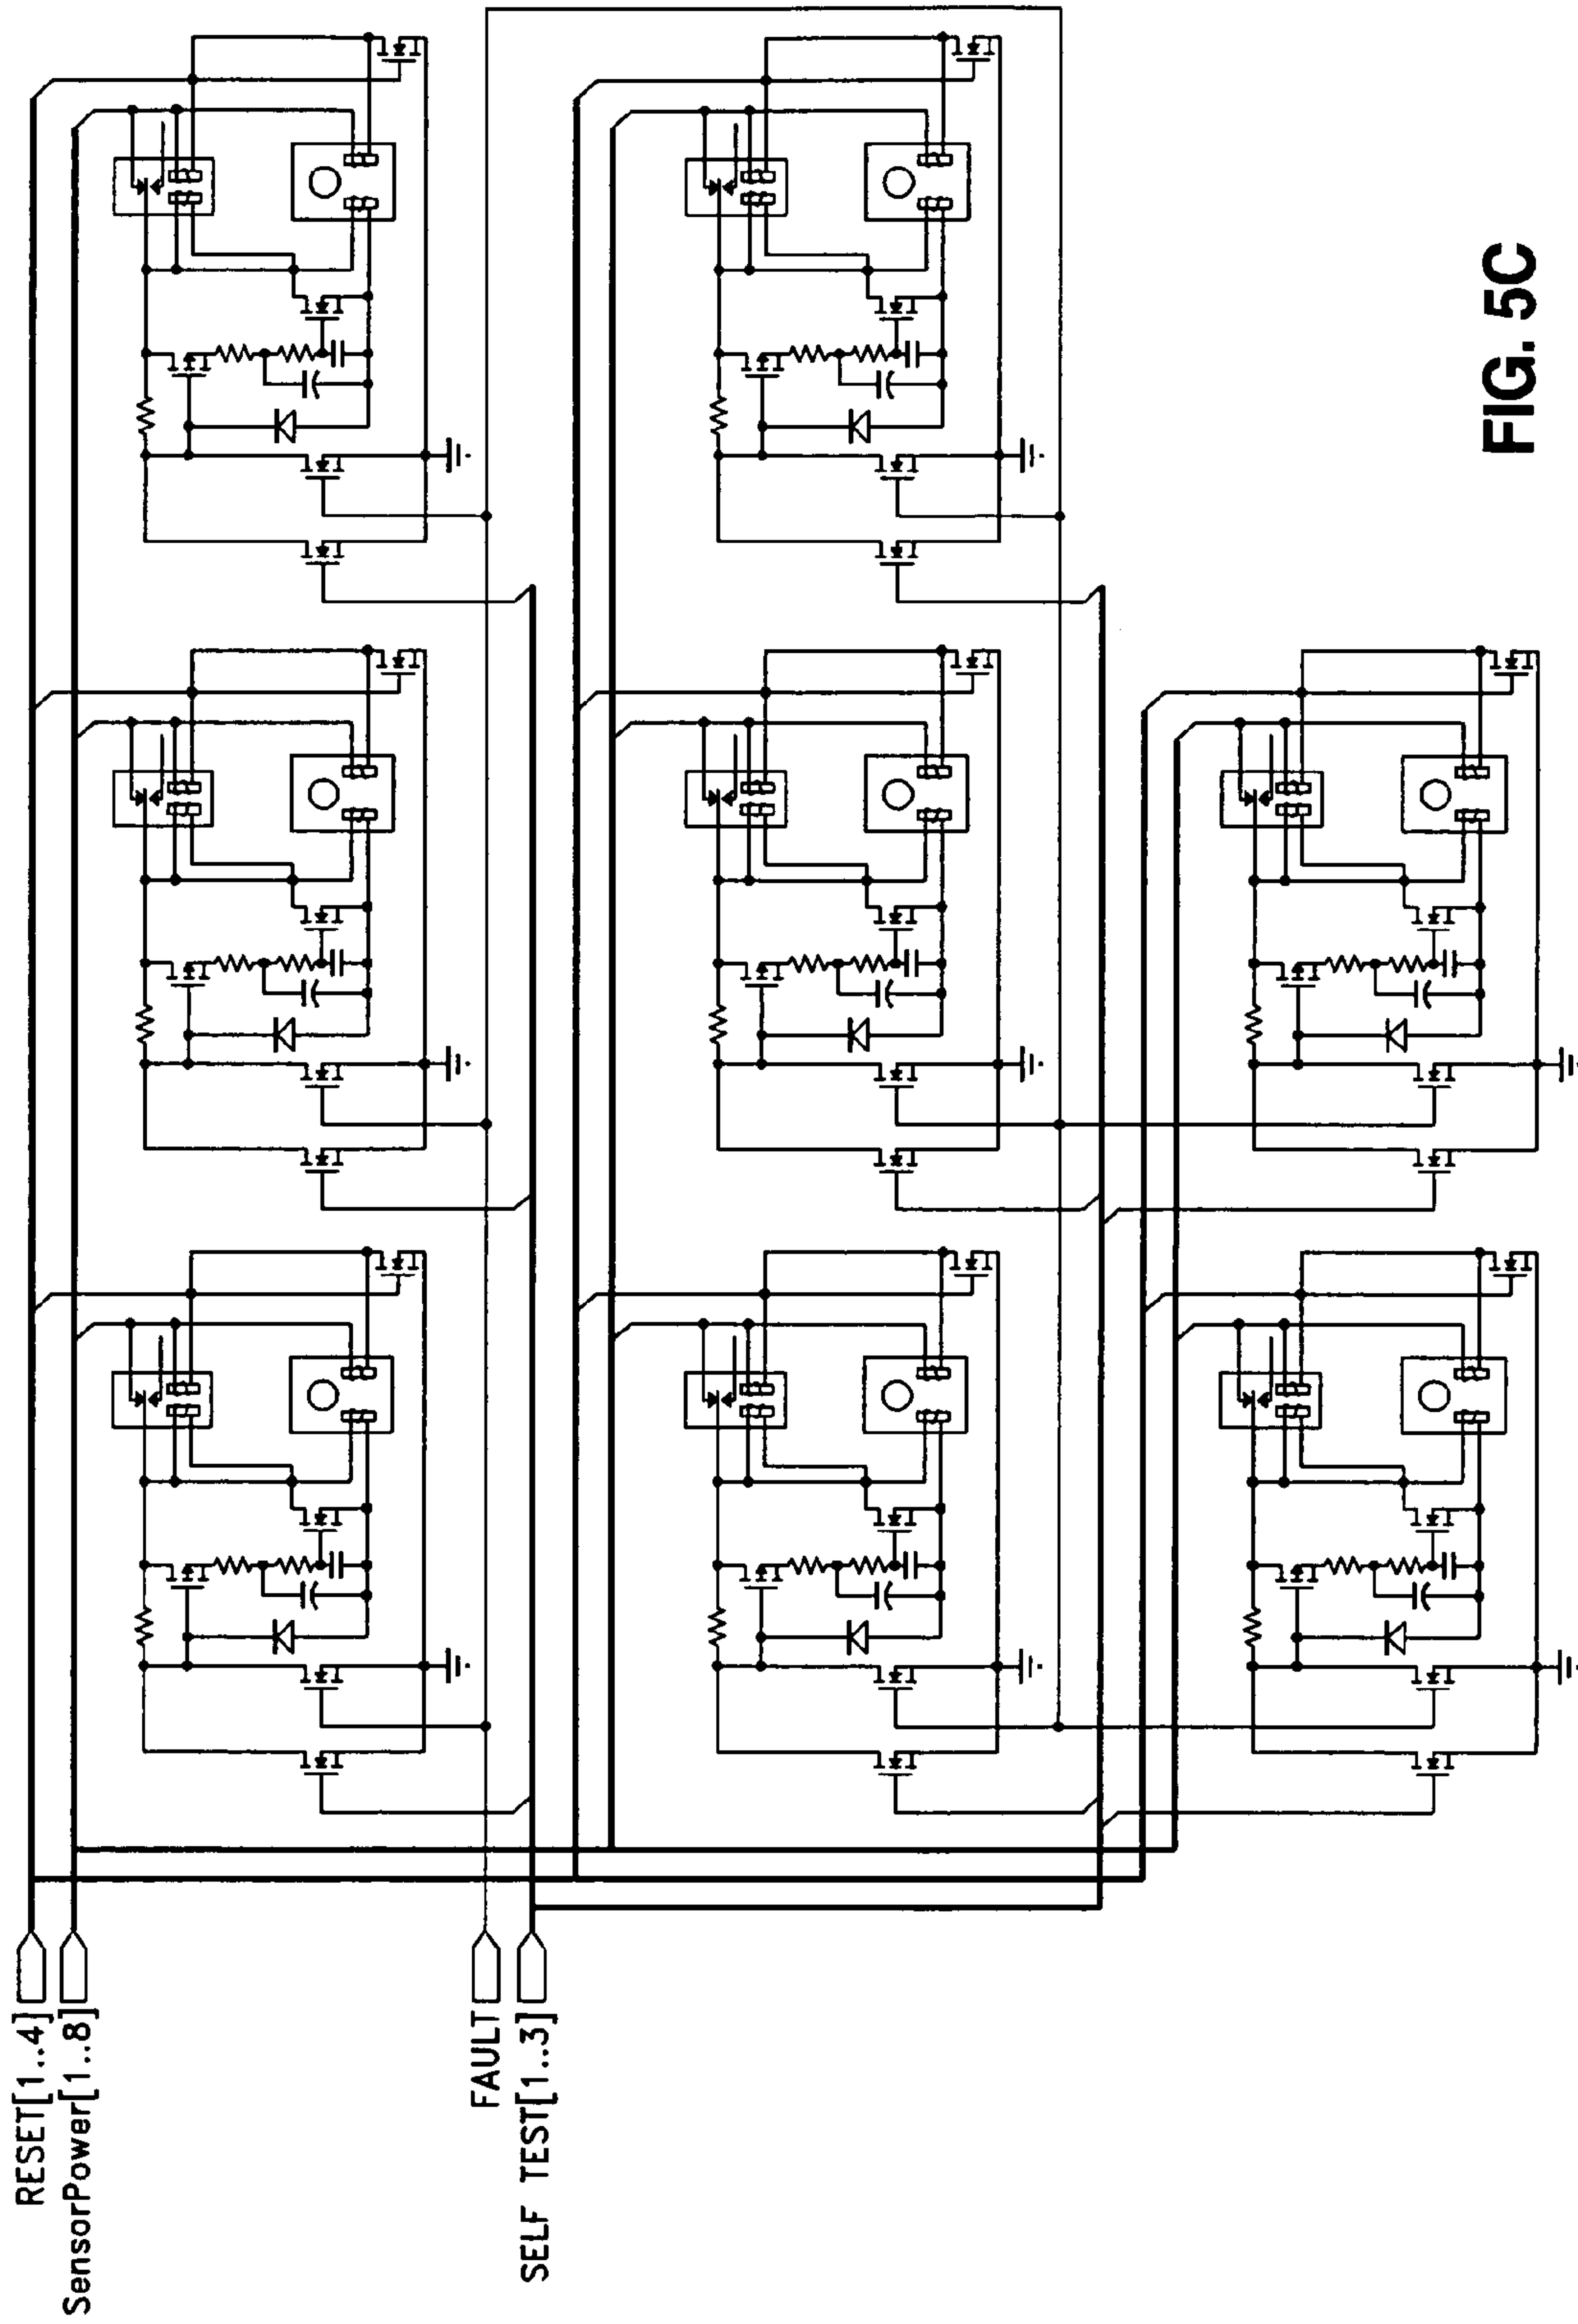 RESET[1..4]
SensorPower[1..8]
FAULT
SELF TEST[1..3]
FIG. 5C